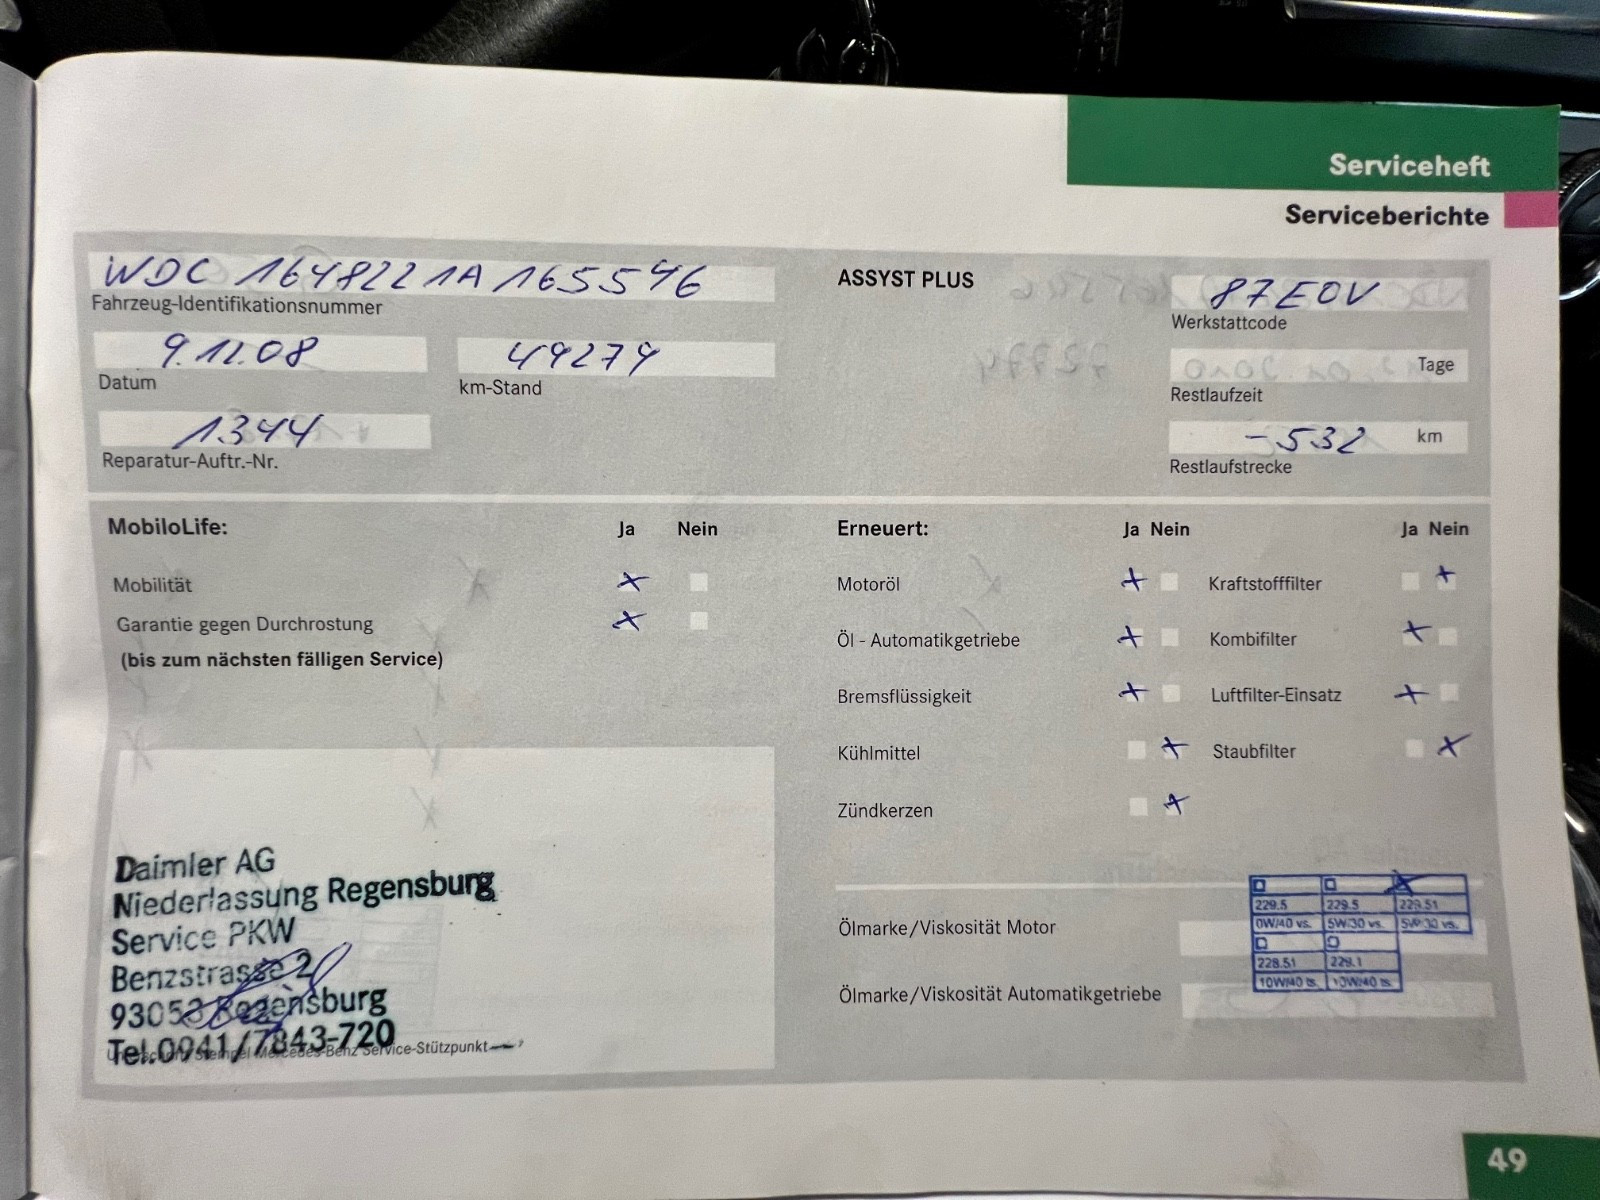 Serviceheft
Serviceberichte
WDC 1648221A165546
Fahrzeug-Identifikationsnummer
ASSYST PLUS
87E0V
Werkstattcode
9.12.08
Datum
49279
km-Stand
Tage
Restlaufzeit
1344
Reparatur-Auftr.-Nr.
-532 km
Restlaufstrecke
MobiloLife: Ja Nein
Mobilität
Garantie gegen Durchrostung
(bis zum nächsten fälligen Service)
Erneuert: Ja Nein Ja Nein
Motoröl Kraftstofffilter
Öl - Automatikgetriebe Kombifilter
Bremsflüssigkeit Luftfilter-Einsatz
Kühlmittel Staubfilter
Zündkerzen
Daimler AG
Niederlassung Regensburg
Service PKW
Benzstrasse 2
93053 Regensburg
Tel.0941/7843-720
Stempel Mercedes-Benz Service-Stützpunkt
Ölmarke/Viskosität Motor
229.5 229.5 229.51
0W/40 vs. 5W/30 vs. 5W/30 vs.
228.51 229.1
10W/40 ts. 10W/40 ts.
Ölmarke/Viskosität Automatikgetriebe
49